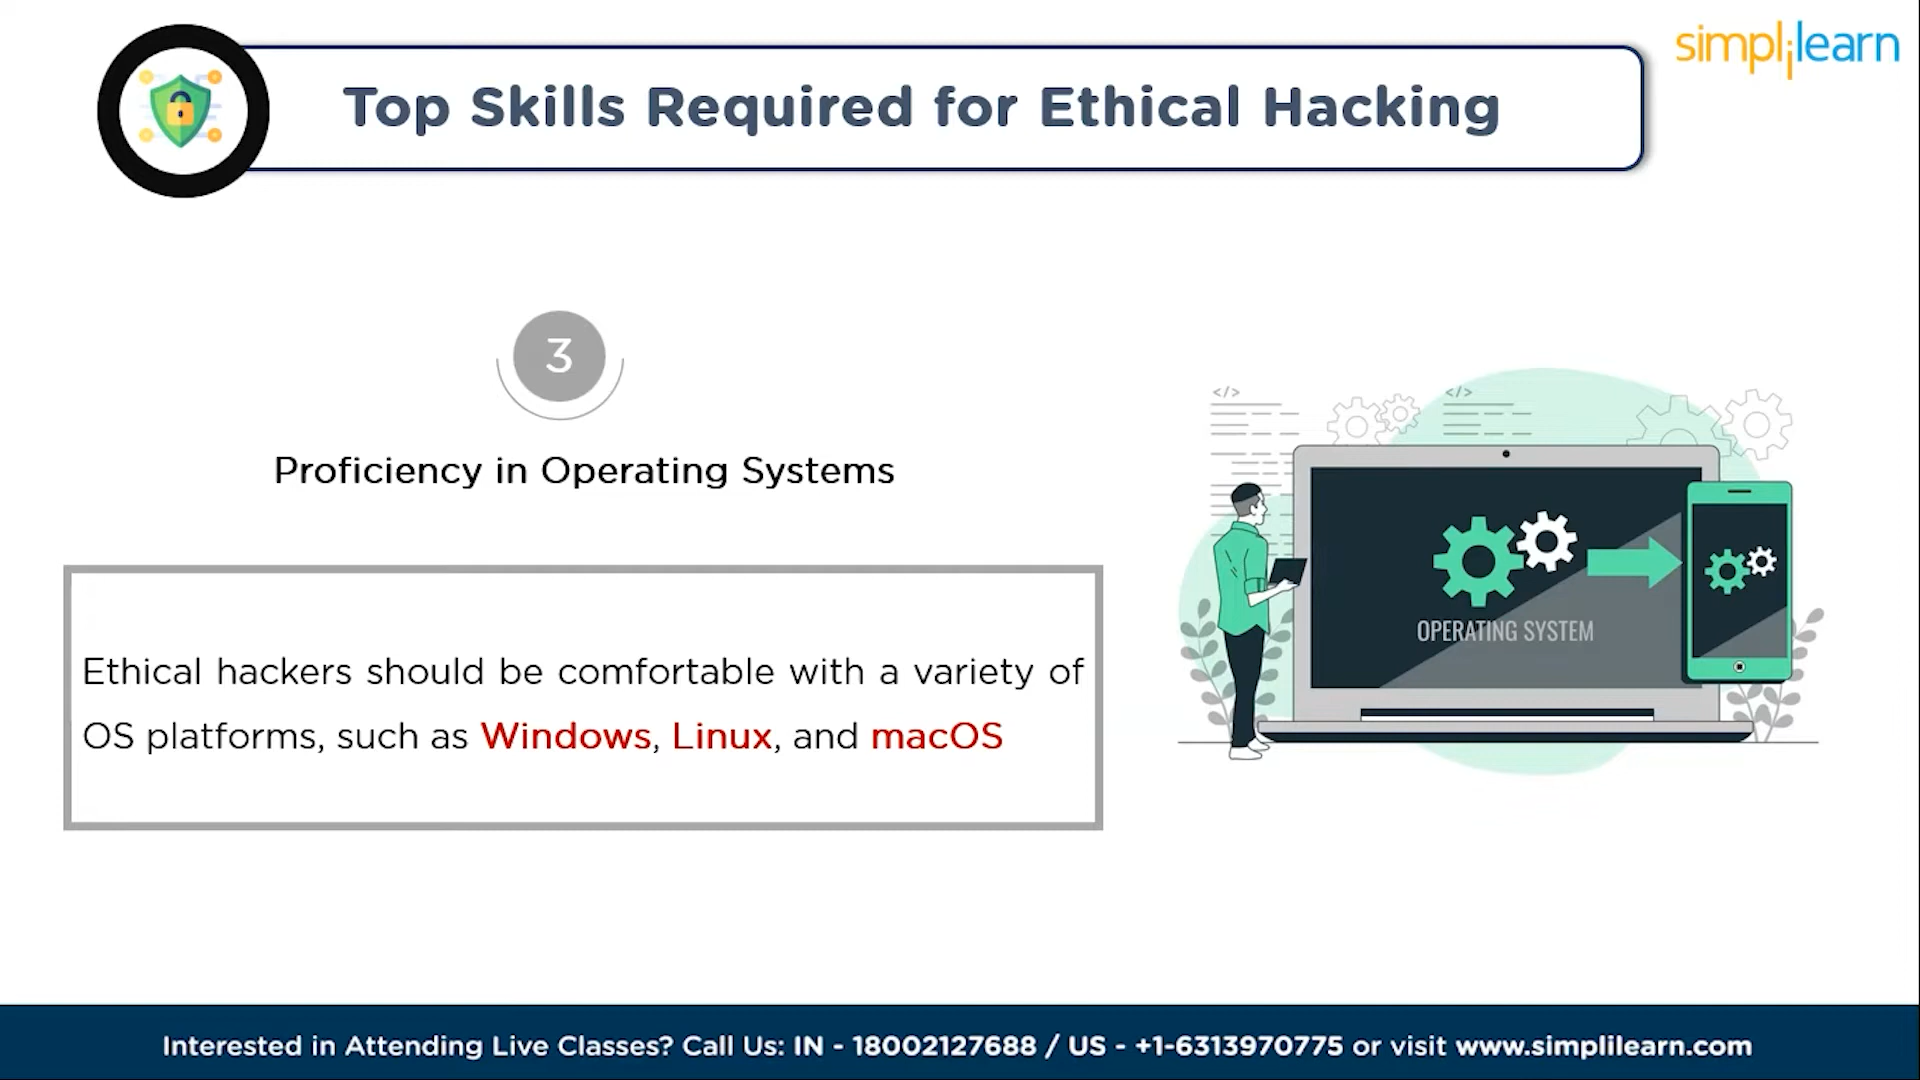 simplilearn
Top Skills Required for Ethical Hacking
3
Proficiency in Operating Systems
Ethical hackers should be comfortable with a variety of
OS platforms, such as Windows, Linux, and macOS
</>
</>
OPERATING SYSTEM
Interested in Attending Live Classes? Call Us: IN - 18002127688 / US - +1-6313970775 or visit www.simplilearn.com